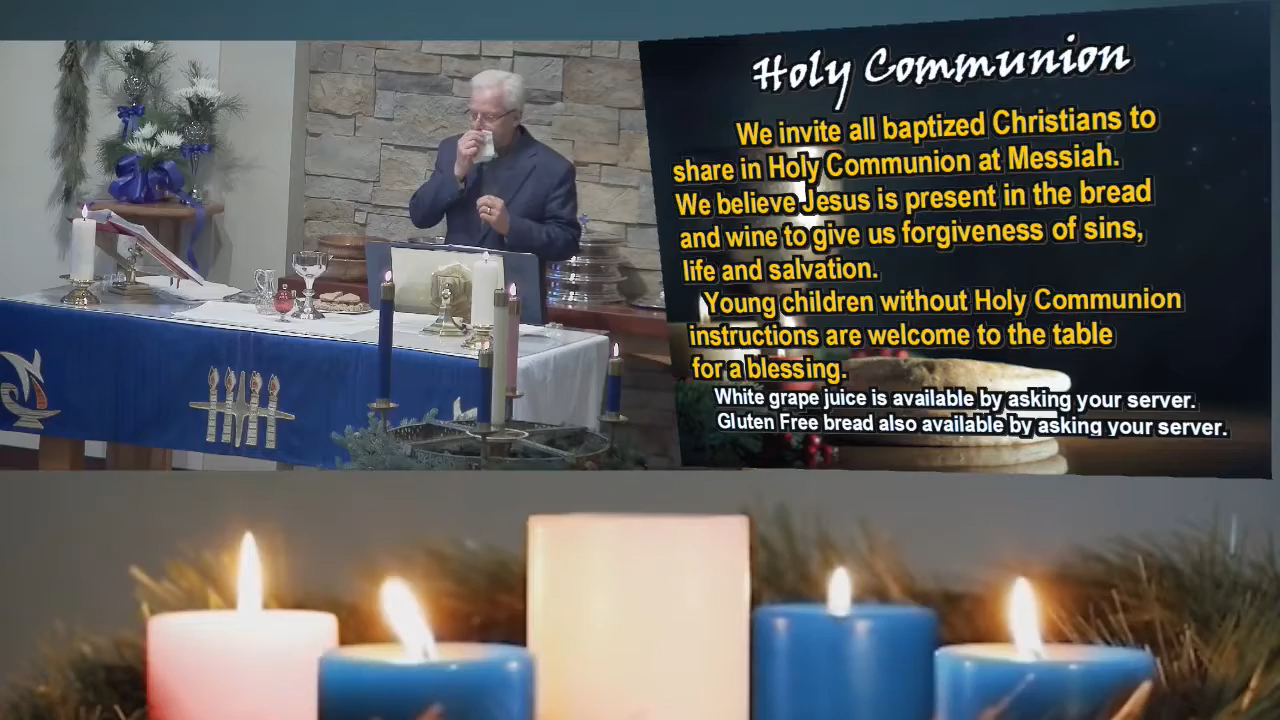 Holy Communion
We invite all baptized Christians to
share in Holy Communion at Messiah.
We believe Jesus is present in the bread
and wine to give us forgiveness of sins,
life and salvation.
Young children without Holy Communion
instructions are welcome to the table
for a blessing.
White grape juice is available by asking your server.
Gluten Free bread also available by asking your server.